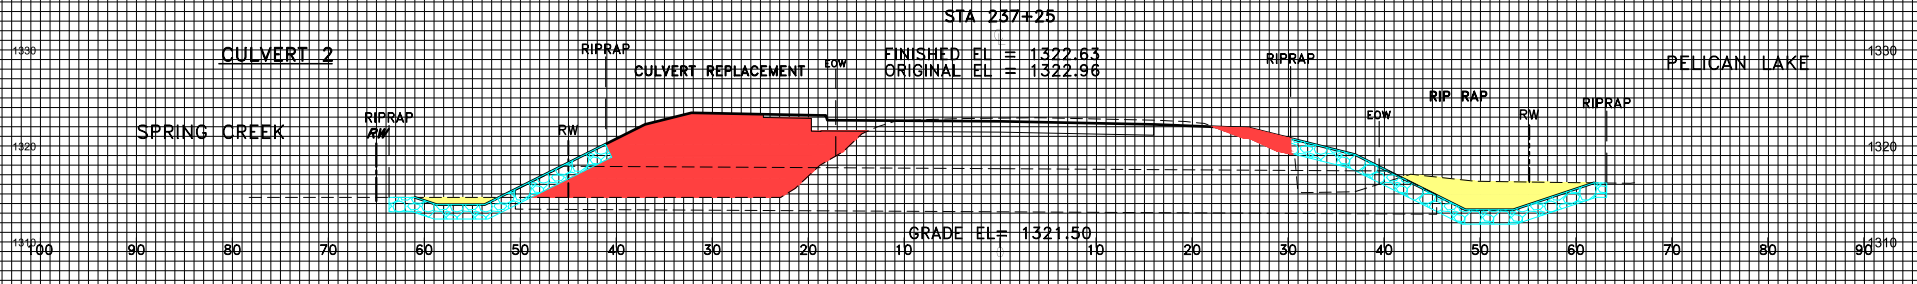 STA 237+25
1330
CULVERT 2
RIPRAP
FINISHED EL = 1322.63
RIPRAP
1330
CULVERT REPLACEMENT
EOW
ORIGINAL EL = 1322.96
PELICAN LAKE
RIP RAP
RIPRAP
RIPRAP
EOW
RW
SPRING CREEK
RW
RW
1320
1320
GRADE EL= 1321.50
1310
1310
100 90 80 70 60 50 40 30 20 10 0 10 20 30 40 50 60 70 80 90